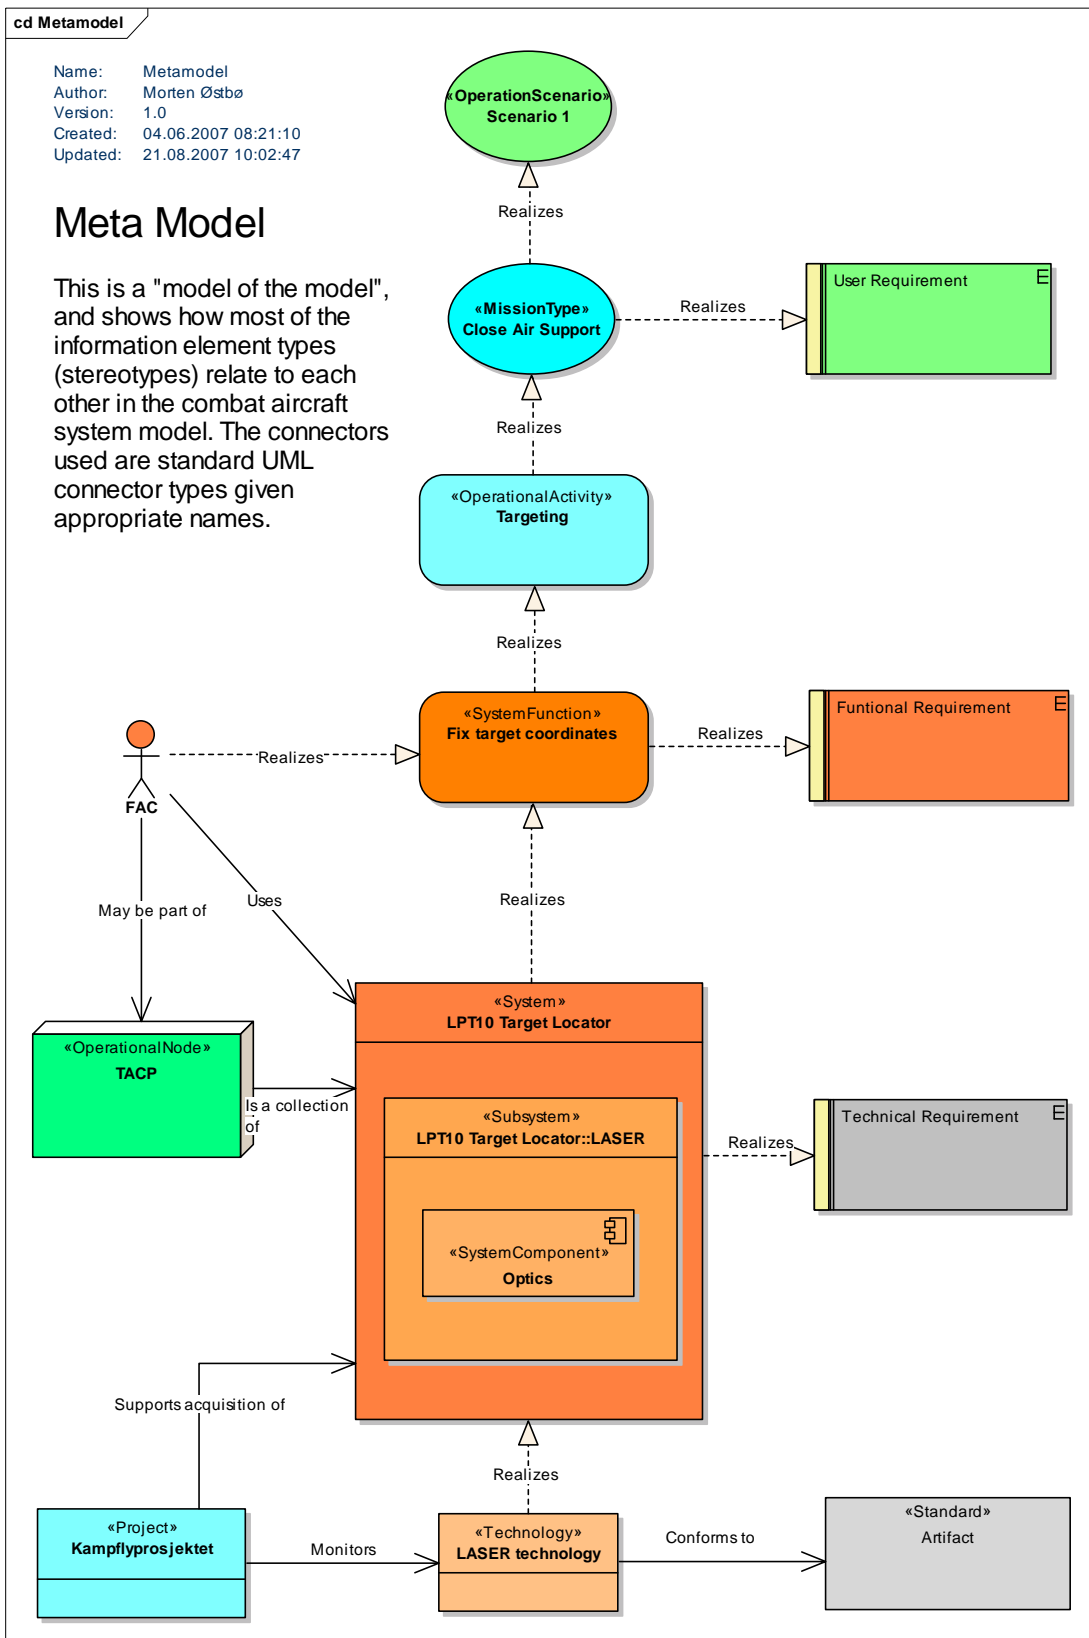 cd Metamodel
Name: Metamodel
Author: Morten Østbø
Version: 1.0
Created: 04.06.2007 08:21:10
Updated: 21.08.2007 10:02:47
«OperationScenario»
Scenario 1
Realizes
Meta Model
This is a "model of the model",
and shows how most of the
information element types
(stereotypes) relate to each
other in the combat aircraft
system model. The connectors
used are standard UML
connector types given
appropriate names.
«MissionType»
Close Air Support
Realizes
User Requirement
E
Realizes
«OperationalActivity»
Targeting
Realizes
«SystemFunction»
Fix target coordinates
Realizes
Funtional Requirement
E
Realizes
FAC
May be part of
Uses
Realizes
«System»
LPT10 Target Locator
«OperationalNode»
TACP
Is a collection
of
«Subsystem»
LPT10 Target Locator::LASER
Realizes
Technical Requirement
E
«SystemComponent»
Optics
Supports acquisition of
Realizes
«Project»
Kampflyprosjektet
Monitors
«Technology»
LASER technology
Conforms to
«Standard»
Artifact